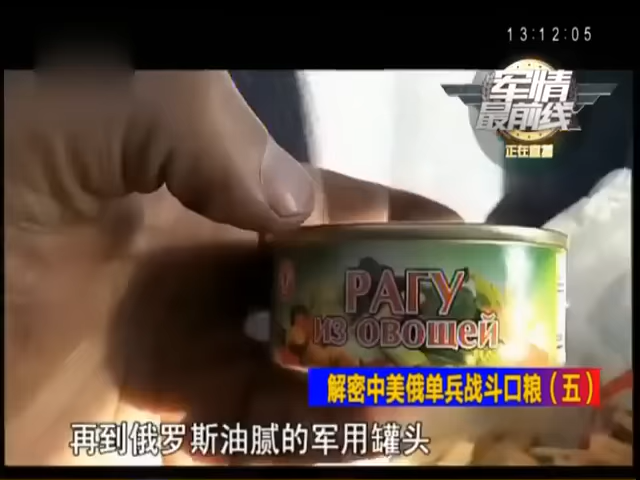 13:12:05
军情
最前线
正在直播
РАГУ
ИЗ ОВОЩЕЙ
解密中美俄单兵战斗口粮（五）
再到俄罗斯油腻的军用罐头